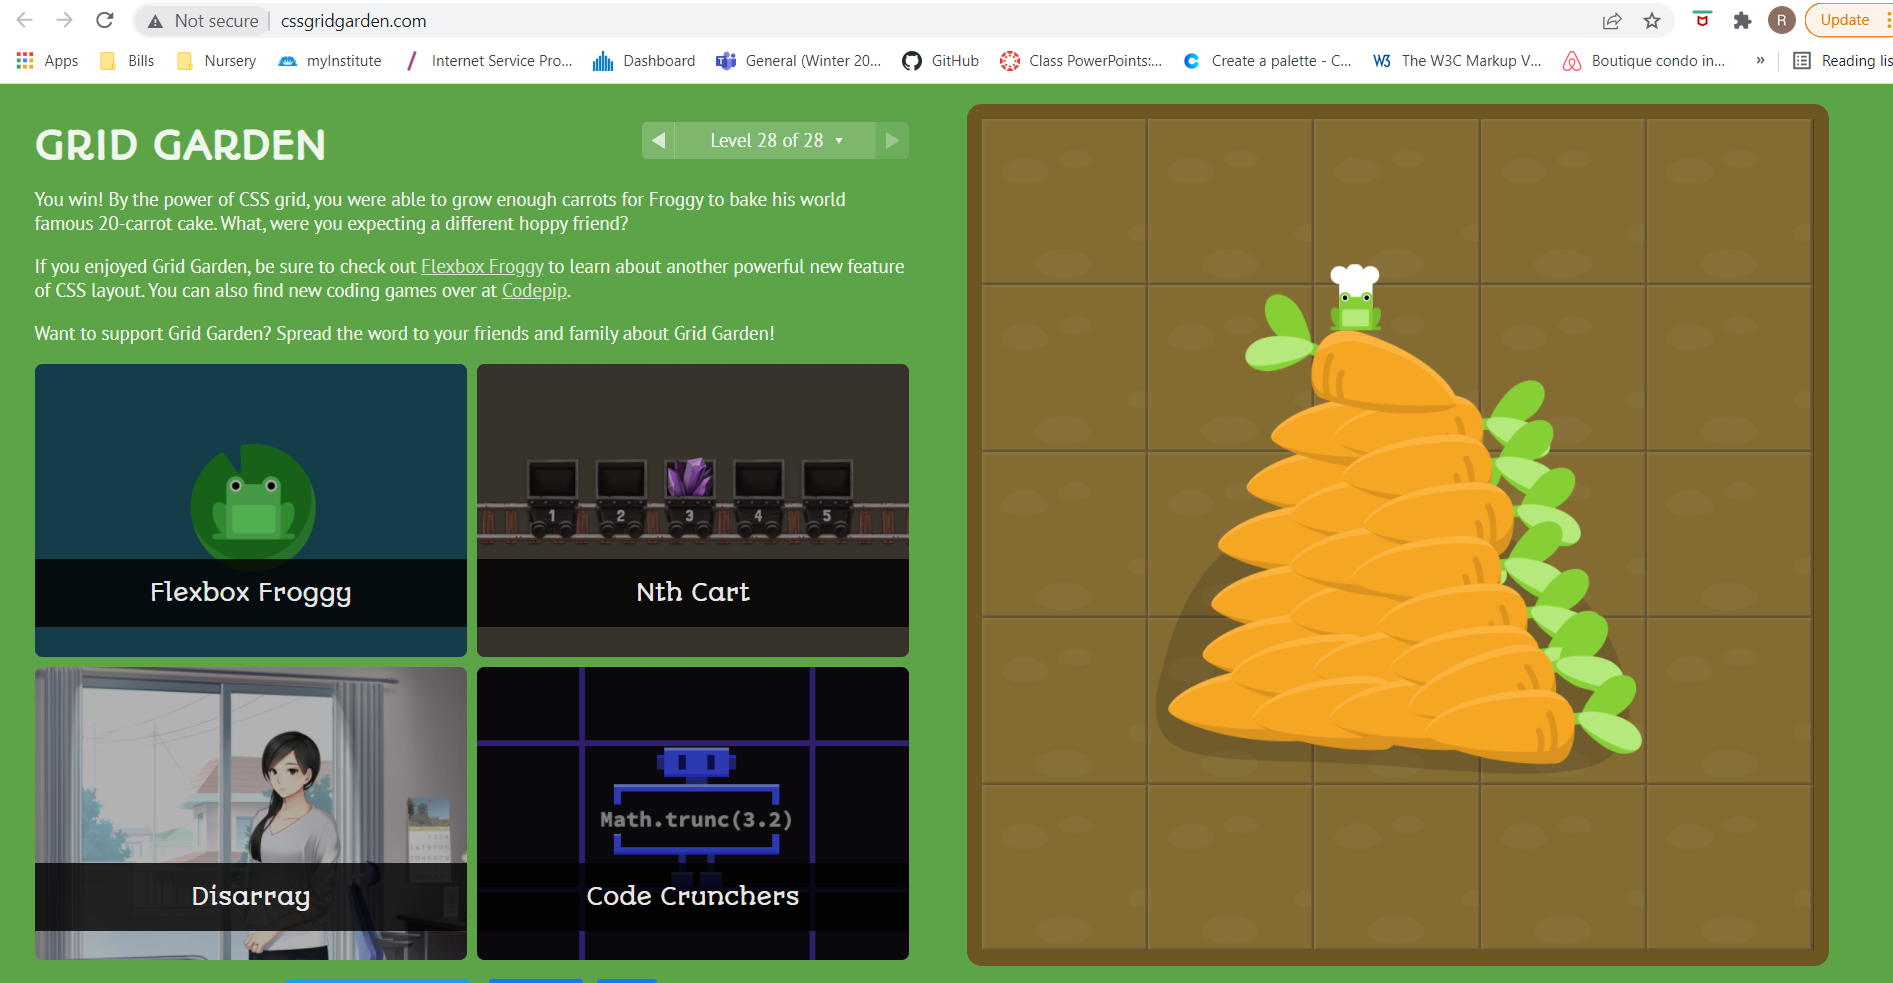 Not secure cssgridgarden.com R Update
Apps Bills Nursery myInstitute Internet Service Pro... Dashboard General (Winter 20... GitHub Class PowerPoints:... Create a palette - C... W3 The W3C Markup V... Boutique condo in... » Reading lis
GRID GARDEN
◀ Level 28 of 28 ▾ ▶
You win! By the power of CSS grid, you were able to grow enough carrots for Froggy to bake his world
famous 20-carrot cake. What, were you expecting a different hoppy friend?
If you enjoyed Grid Garden, be sure to check out Flexbox Froggy to learn about another powerful new feature
of CSS layout. You can also find new coding games over at Codepip.
Want to support Grid Garden? Spread the word to your friends and family about Grid Garden!
1 2 3 4 5
Flexbox Froggy
Nth Cart
Math.trunc(3.2)
Disarray
Code Crunchers